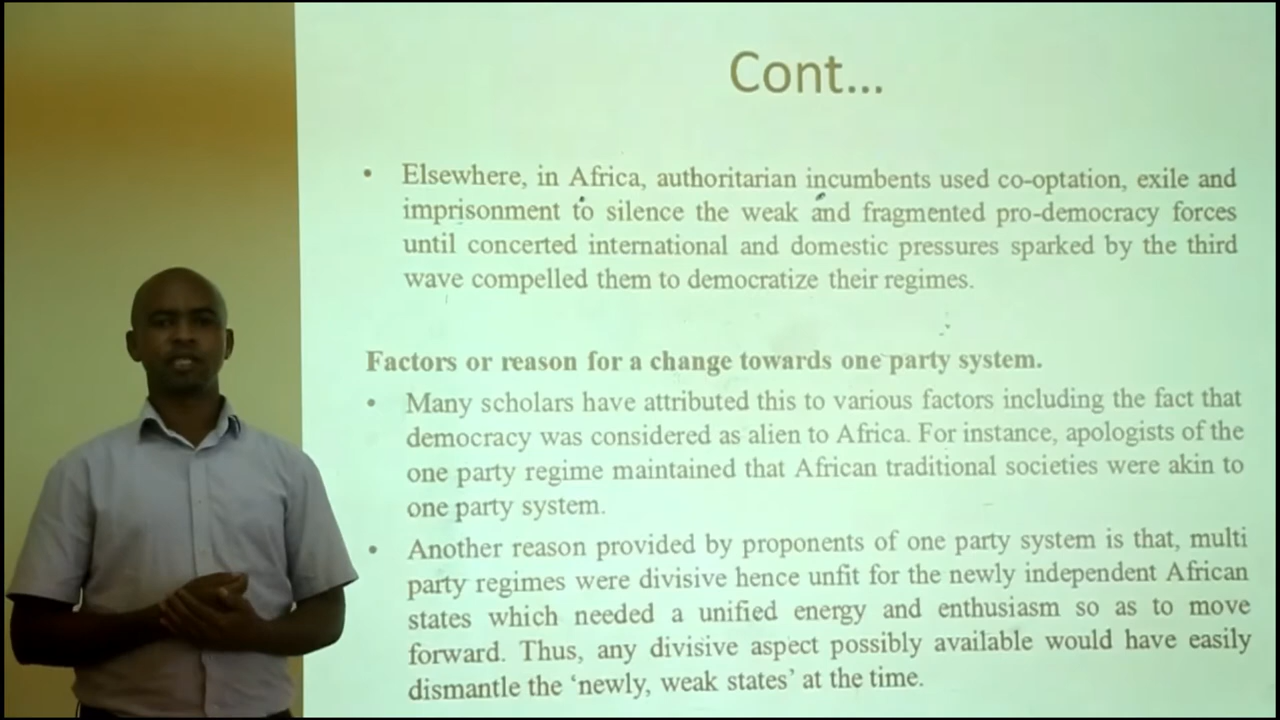 Cont...
• Elsewhere, in Africa, authoritarian incumbents used co-optation, exile and
imprisonment to silence the weak and fragmented pro-democracy forces
until concerted international and domestic pressures sparked by the third
wave compelled them to democratize their regimes.
Factors or reason for a change towards one party system.
• Many scholars have attributed this to various factors including the fact that
democracy was considered as alien to Africa. For instance, apologists of the
one party regime maintained that African traditional societies were akin to
one party system.
• Another reason provided by proponents of one party system is that, multi
party regimes were divisive hence unfit for the newly independent African
states which needed a unified energy and enthusiasm so as to move
forward. Thus, any divisive aspect possibly available would have easily
dismantle the ‘newly, weak states’ at the time.